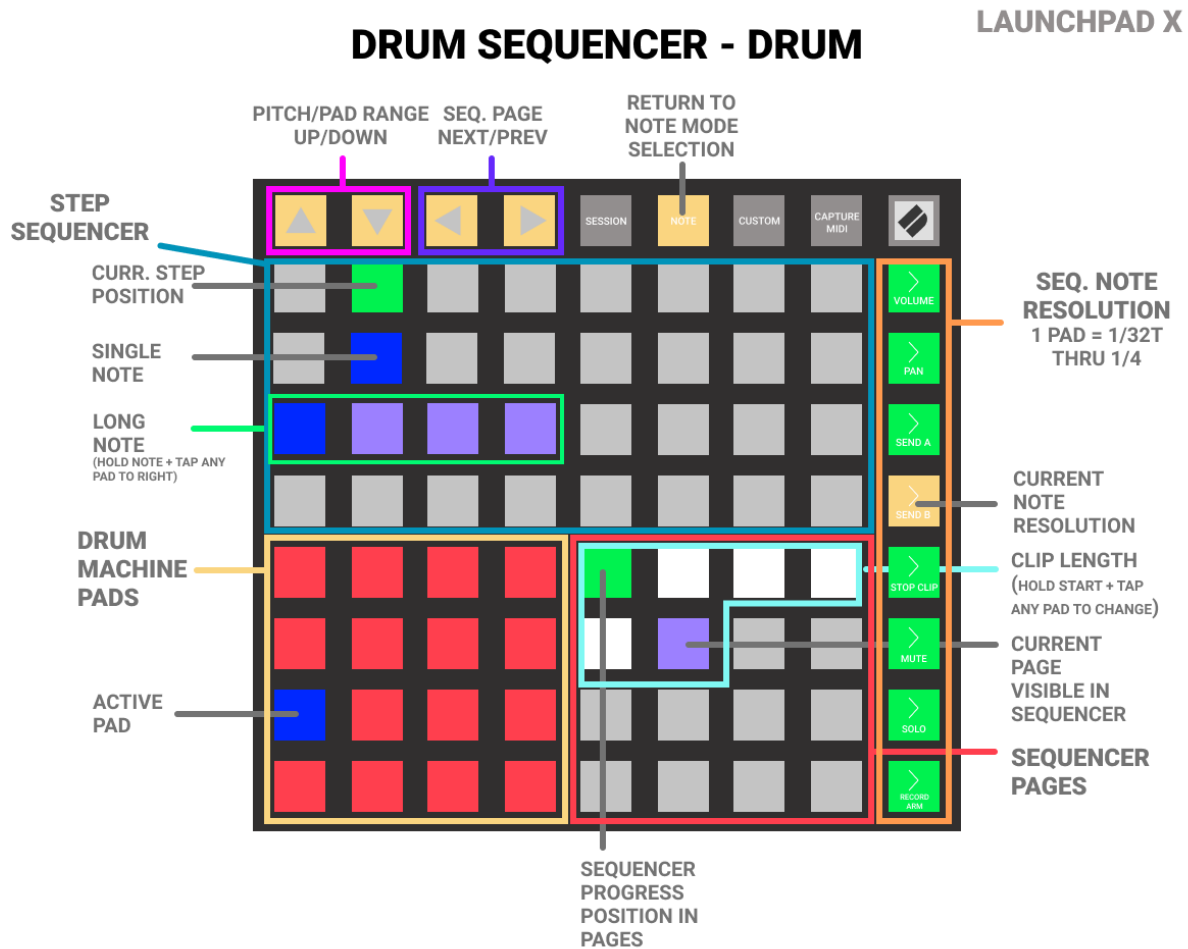 LAUNCHPAD X
DRUM SEQUENCER - DRUM
PITCH/PAD RANGE
UP/DOWN
SEQ. PAGE
NEXT/PREV
RETURN TO
NOTE MODE
SELECTION
STEP
SEQUENCER
SESSION
NOTE
CUSTOM
CAPTURE
MIDI
CURR. STEP
POSITION
SINGLE
NOTE
LONG
NOTE
(HOLD NOTE + TAP ANY
PAD TO RIGHT)
DRUM
MACHINE
PADS
ACTIVE
PAD
VOLUME
PAN
SEND A
SEND B
STOP CLIP
MUTE
SOLO
RECORD
ARM
SEQ. NOTE
RESOLUTION
1 PAD = 1/32T
THRU 1/4
CURRENT
NOTE
RESOLUTION
CLIP LENGTH
(HOLD START + TAP
ANY PAD TO CHANGE)
CURRENT
PAGE
VISIBLE IN
SEQUENCER
SEQUENCER
PAGES
SEQUENCER
PROGRESS
POSITION IN
PAGES